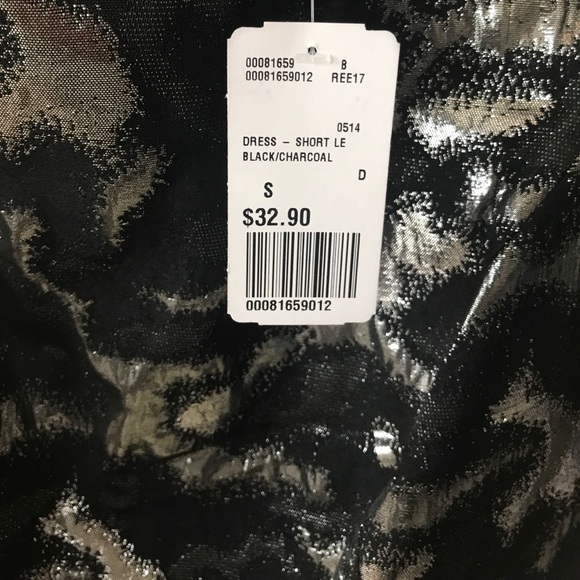 00081659 B
00081659012 REE17
0514
DRESS – SHORT LE
BLACK/CHARCOAL
D
S
$32.90
00081659012